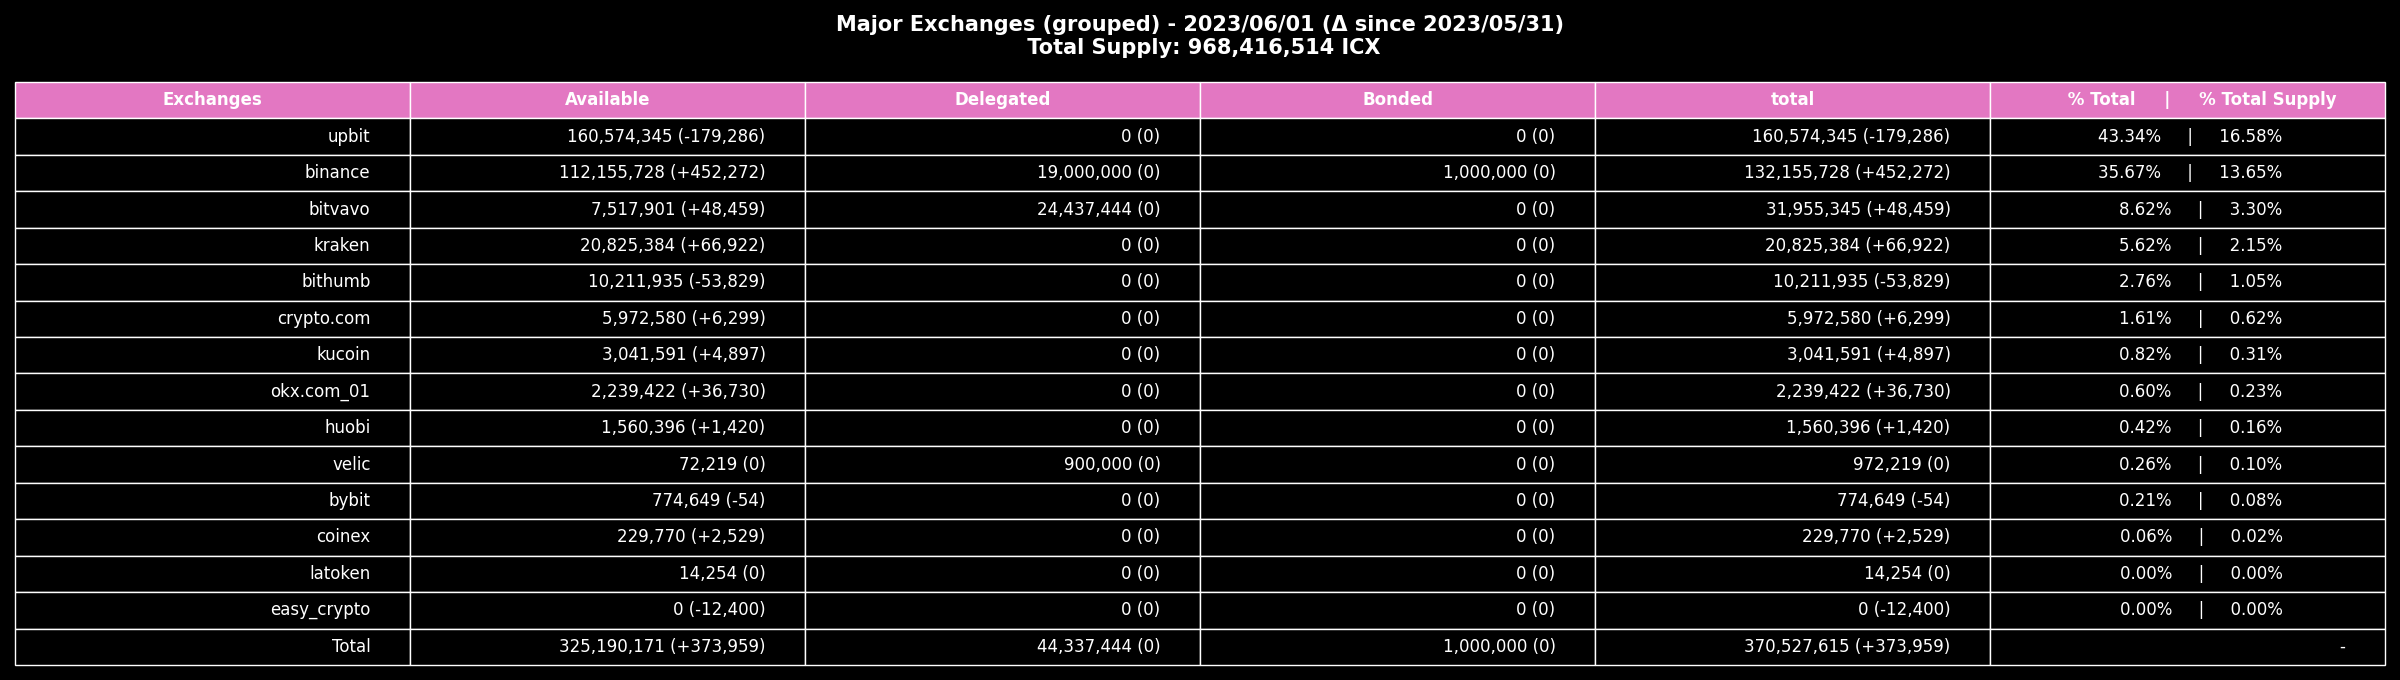 Major Exchanges (grouped) - 2023/06/01 (Δ since 2023/05/31)
Total Supply: 968,416,514 ICX
Exchanges Available Delegated Bonded total % Total | % Total Supply
upbit 160,574,345 (-179,286) 0 (0) 0 (0) 160,574,345 (-179,286) 43.34% | 16.58%
binance 112,155,728 (+452,272) 19,000,000 (0) 1,000,000 (0) 132,155,728 (+452,272) 35.67% | 13.65%
bitvavo 7,517,901 (+48,459) 24,437,444 (0) 0 (0) 31,955,345 (+48,459) 8.62% | 3.30%
kraken 20,825,384 (+66,922) 0 (0) 0 (0) 20,825,384 (+66,922) 5.62% | 2.15%
bithumb 10,211,935 (-53,829) 0 (0) 0 (0) 10,211,935 (-53,829) 2.76% | 1.05%
crypto.com 5,972,580 (+6,299) 0 (0) 0 (0) 5,972,580 (+6,299) 1.61% | 0.62%
kucoin 3,041,591 (+4,897) 0 (0) 0 (0) 3,041,591 (+4,897) 0.82% | 0.31%
okx.com_01 2,239,422 (+36,730) 0 (0) 0 (0) 2,239,422 (+36,730) 0.60% | 0.23%
huobi 1,560,396 (+1,420) 0 (0) 0 (0) 1,560,396 (+1,420) 0.42% | 0.16%
velic 72,219 (0) 900,000 (0) 0 (0) 972,219 (0) 0.26% | 0.10%
bybit 774,649 (-54) 0 (0) 0 (0) 774,649 (-54) 0.21% | 0.08%
coinex 229,770 (+2,529) 0 (0) 0 (0) 229,770 (+2,529) 0.06% | 0.02%
latoken 14,254 (0) 0 (0) 0 (0) 14,254 (0) 0.00% | 0.00%
easy_crypto 0 (-12,400) 0 (0) 0 (0) 0 (-12,400) 0.00% | 0.00%
Total 325,190,171 (+373,959) 44,337,444 (0) 1,000,000 (0) 370,527,615 (+373,959) -